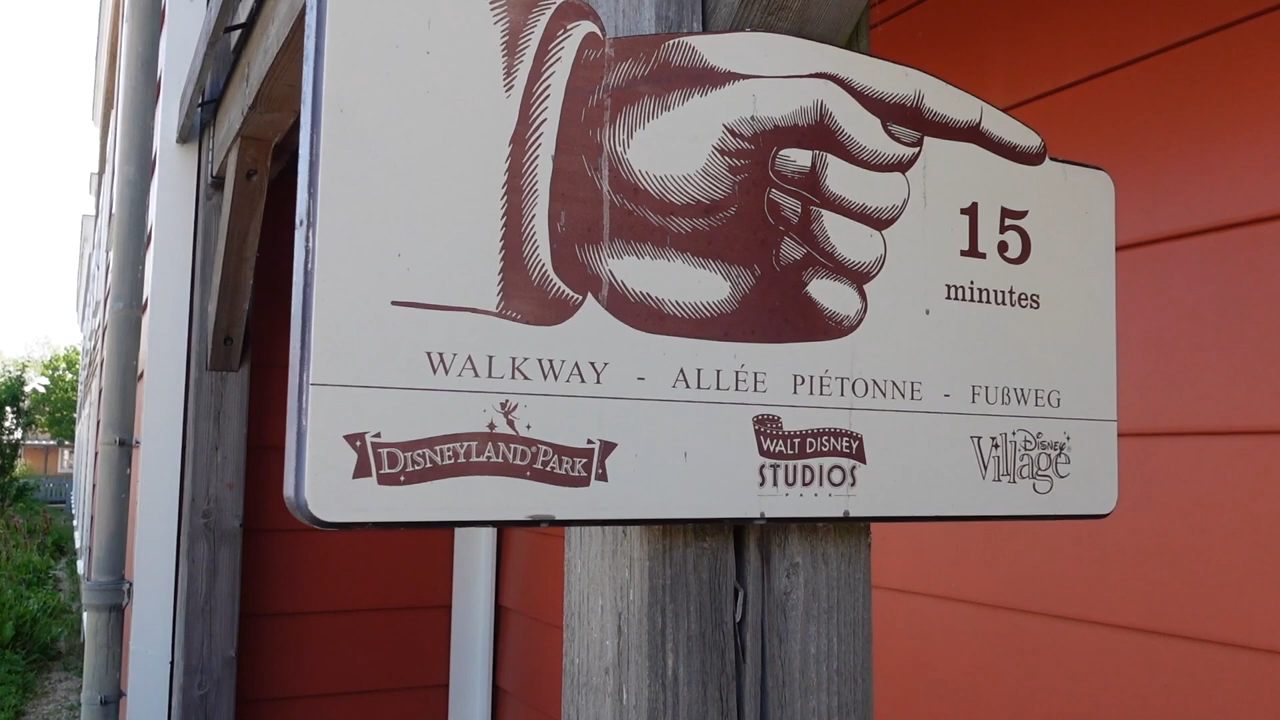 15
minutes
WALKWAY - ALLÉE PIÉTONNE - FUßWEG
DISNEYLAND® PARK
WALT DISNEY
STUDIOS
PARK
DISNEY®
Village